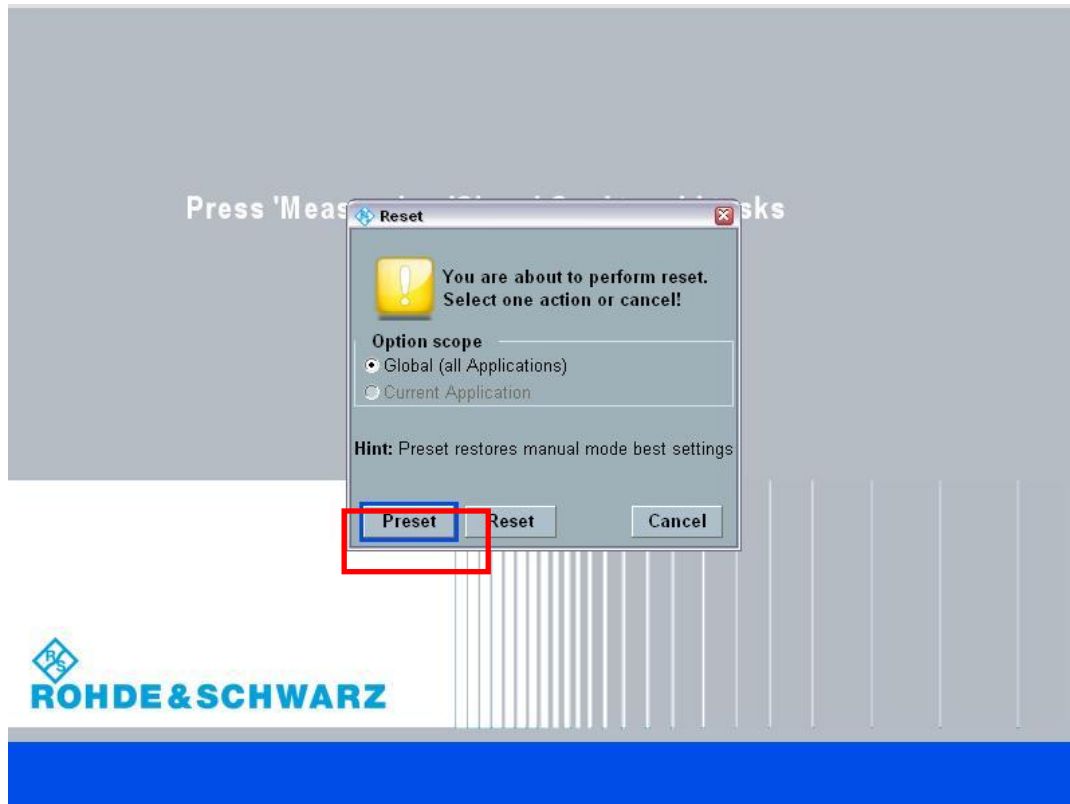 Press 'Meas sks
Reset
You are about to perform reset.
Select one action or cancel!
Option scope
Global (all Applications)
Current Application
Hint: Preset restores manual mode best settings
Preset Reset Cancel
R&S
ROHDE&SCHWARZ